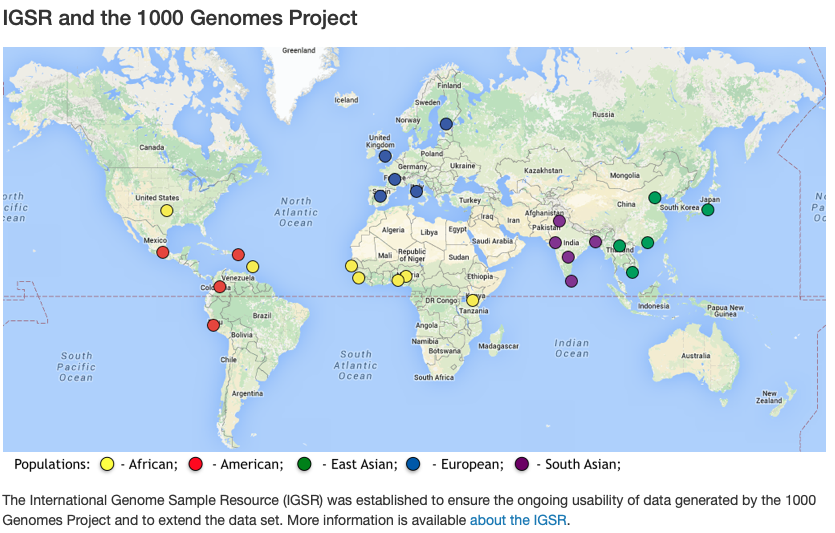 IGSR and the 1000 Genomes Project
Greenland
Iceland
Finland
Sweden
Norway
Russia
United
Kingdom
Canada
Poland
Germany
Ukraine
Kazakhstan
Mongolia
United States
North
Atlantic
Ocean
Turkey
China
Japan
South Korea
orth
cific
ean
Algeria
Libya
Egypt
Iraq
Iran
Afghanistan
Pakistan
Saudi Arabia
India
Mexico
Mali
Republic
of Niger
Sudan
Venezuela
Ethiopia
DR Congo
Tanzania
Indonesia
Papua New
Guinea
Brazil
Angola
Bolivia
Namibia
Botswana
Madagascar
South
Pacific
Ocean
Chile
South
Atlantic
Ocean
Indian
Ocean
Australia
South Africa
Argentina
New
Zealand
Populations: - African; - American; - East Asian; - European; - South Asian;
The International Genome Sample Resource (IGSR) was established to ensure the ongoing usability of data generated by the 1000
Genomes Project and to extend the data set. More information is available about the IGSR.